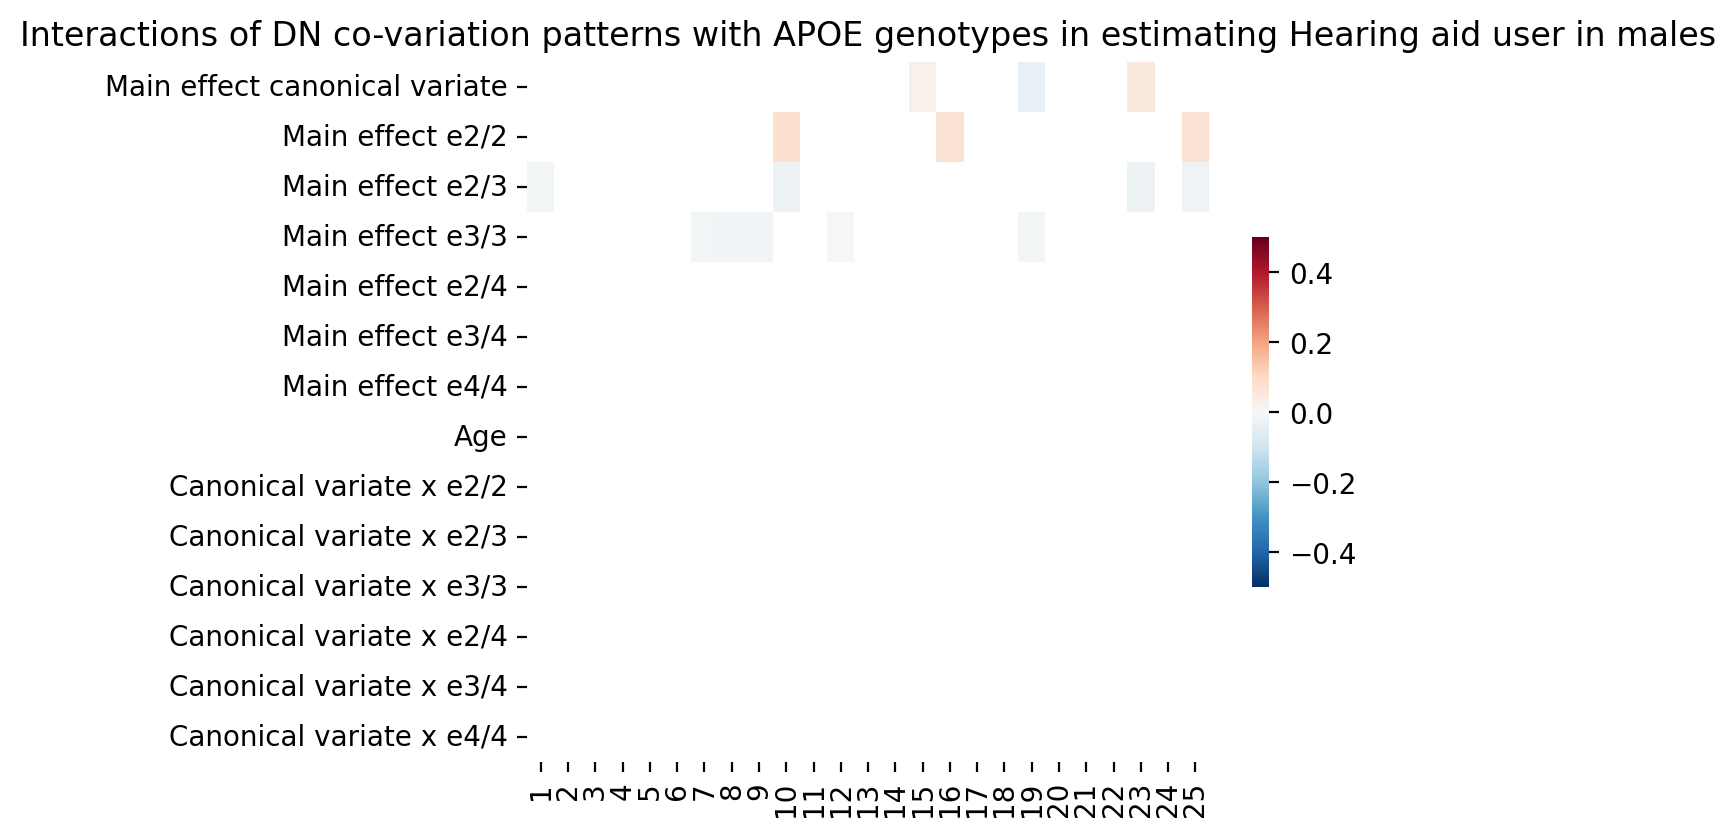 Interactions of DN co-variation patterns with APOE genotypes in estimating Hearing aid user in males
Main effect canonical variate
Main effect e2/2
Main effect e2/3
Main effect e3/3
Main effect e2/4
Main effect e3/4
Main effect e4/4
Age
Canonical variate x e2/2
Canonical variate x e2/3
Canonical variate x e3/3
Canonical variate x e2/4
Canonical variate x e3/4
Canonical variate x e4/4
1 2 3 4 5 6 7 8 9 10 11 12 13 14 15 16 17 18 19 20 21 22 23 24 25
0.4
0.2
0.0
−0.2
−0.4